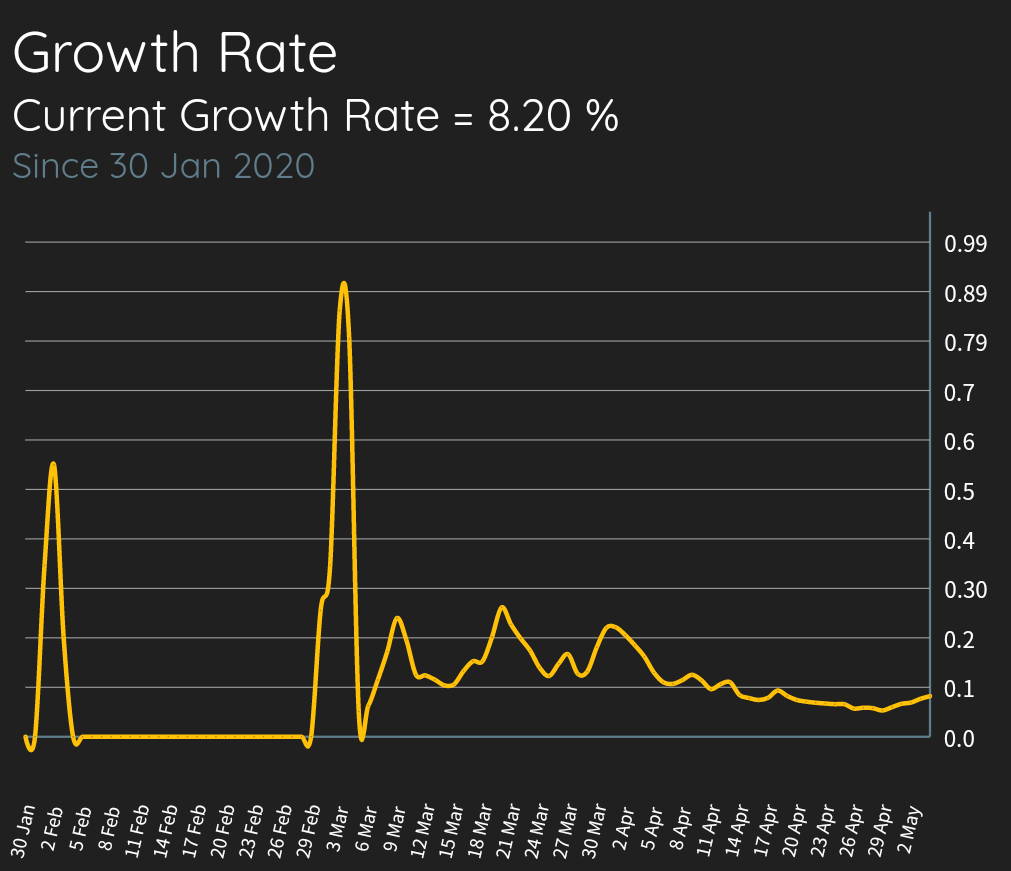 Growth Rate
Current Growth Rate = 8.20 %
Since 30 Jan 2020
0.99
0.89
0.79
0.7
0.6
0.5
0.4
0.30
0.2
0.1
0.0
30 Jan
2 Feb
5 Feb
8 Feb
11 Feb
14 Feb
17 Feb
20 Feb
23 Feb
26 Feb
29 Feb
3 Mar
6 Mar
9 Mar
12 Mar
15 Mar
18 Mar
21 Mar
24 Mar
27 Mar
30 Mar
2 Apr
5 Apr
8 Apr
11 Apr
14 Apr
17 Apr
20 Apr
23 Apr
26 Apr
29 Apr
2 May